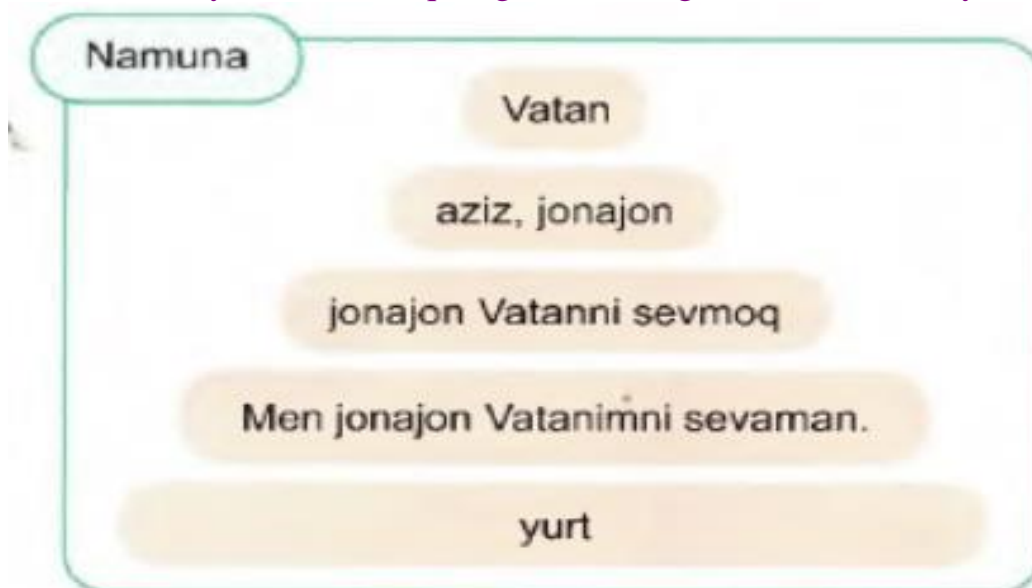 Namuna
Vatan
aziz, jonajon
jonajon Vatanni sevmoq
Men jonajon Vatanimni sevaman.
yurt